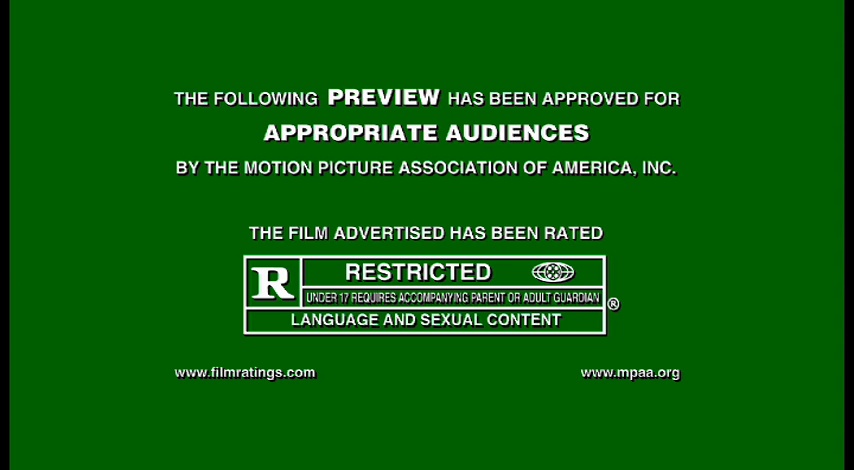 THE FOLLOWING PREVIEW HAS BEEN APPROVED FOR
APPROPRIATE AUDIENCES
BY THE MOTION PICTURE ASSOCIATION OF AMERICA, INC.
THE FILM ADVERTISED HAS BEEN RATED
R RESTRICTED
UNDER 17 REQUIRES ACCOMPANYING PARENT OR ADULT GUARDIAN
®
LANGUAGE AND SEXUAL CONTENT
www.filmratings.com www.mpaa.org